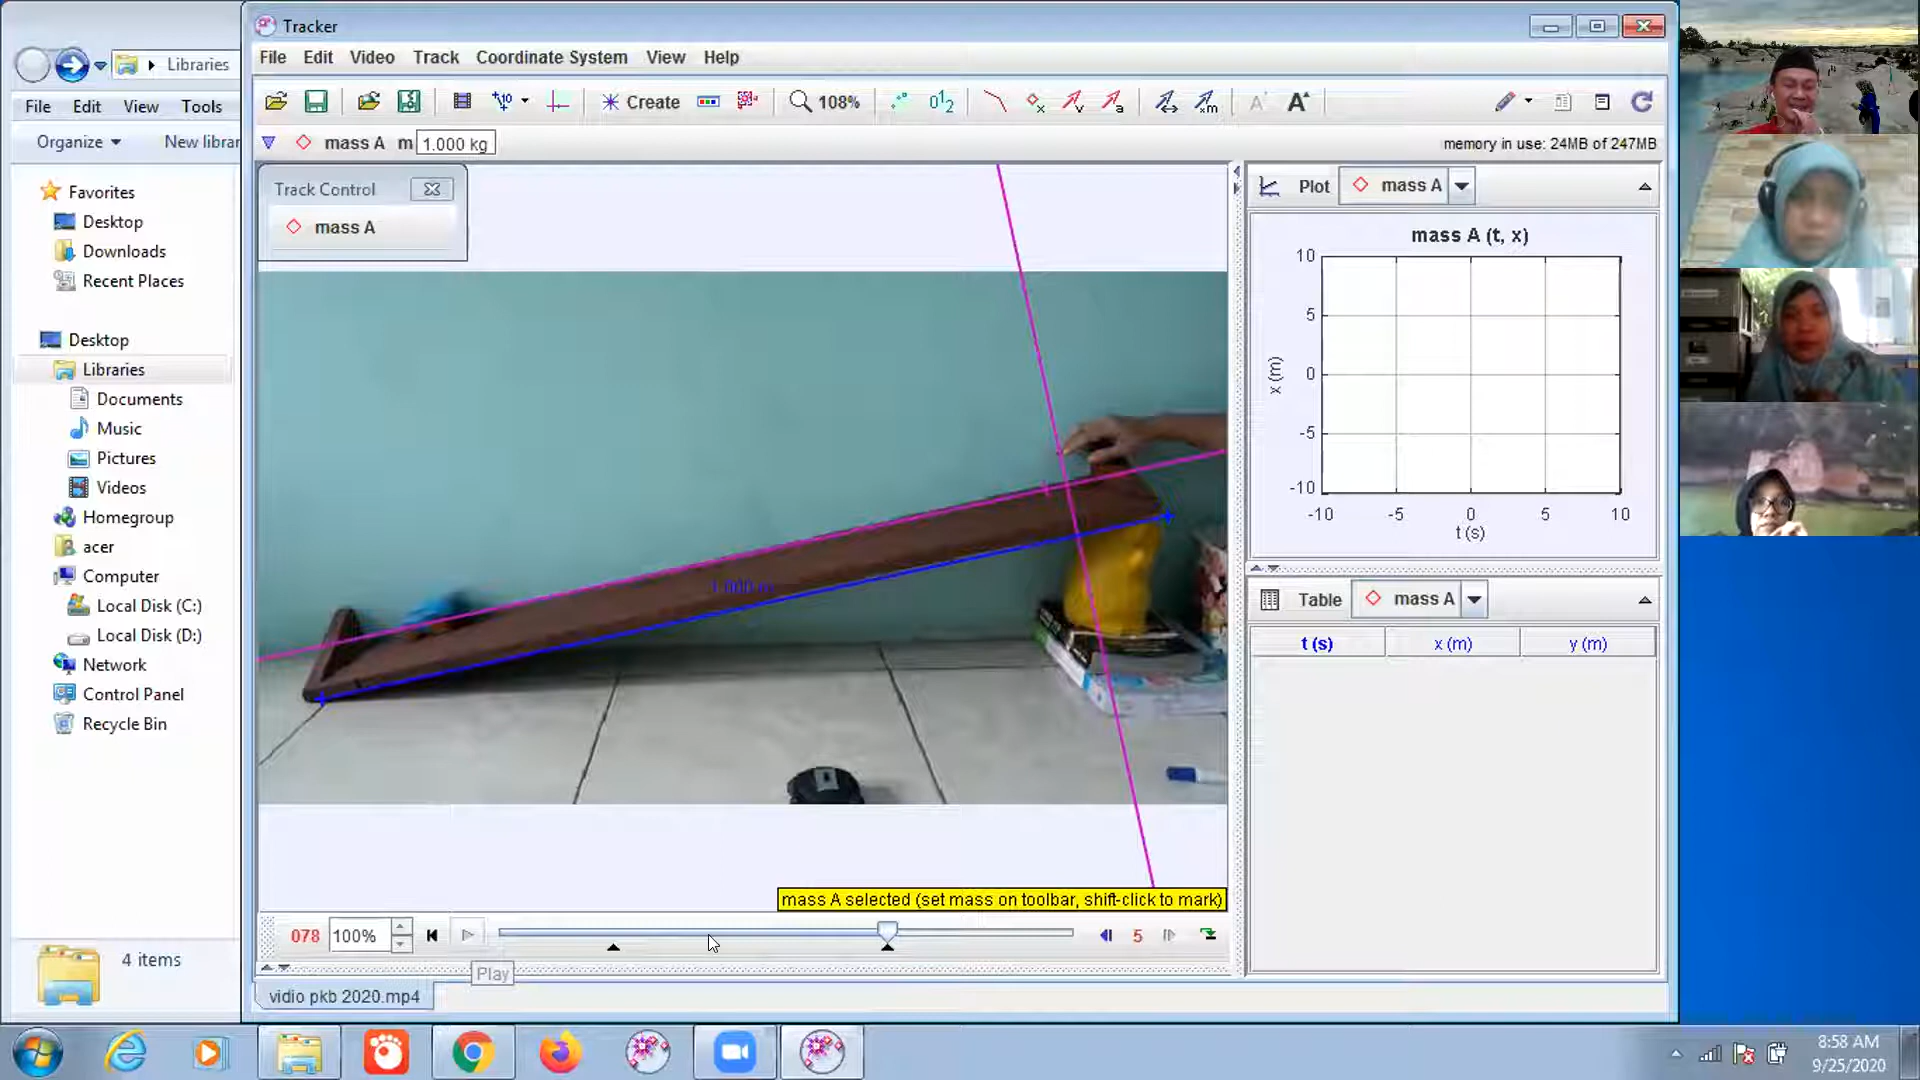 Libraries
File Edit View Tools
Organize New librar
Favorites
Desktop
Downloads
Recent Places
Desktop
Libraries
Documents
Music
Pictures
Videos
Homegroup
acer
Computer
Local Disk (C:)
Local Disk (D:)
Network
Control Panel
Recycle Bin
4 items
Tracker
File Edit Video Track Coordinate System View Help
Create 108%
mass A m 1.000 kg
memory in use: 24MB of 247MB
Track Control
mass A
1.000 m
mass A selected (set mass on toolbar, shift-click to mark)
078 100% 5
Play
vidio pkb 2020.mp4
Plot mass A
mass A (t, x)
10
5
0
-5
-10
x (m)
-10 -5 0 5 10
t (s)
Table mass A
t (s) x (m) y (m)
8:58 AM
9/25/2020